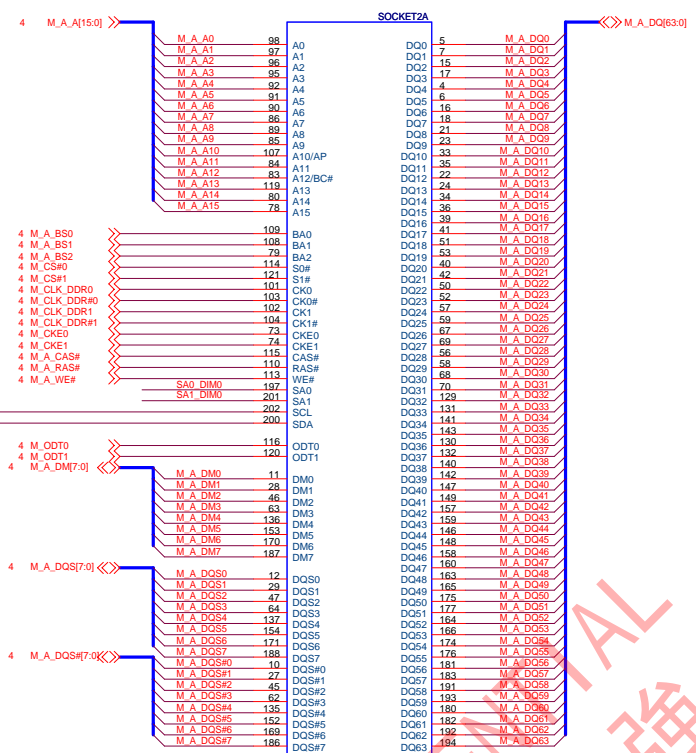 SOCKET2A
4 M_A_A[15:0]
M_A_A0 98 A0
M_A_A1 97 A1
M_A_A2 96 A2
M_A_A3 95 A3
M_A_A4 92 A4
M_A_A5 91 A5
M_A_A6 90 A6
M_A_A7 86 A7
M_A_A8 89 A8
M_A_A9 85 A9
M_A_A10 107 A10/AP
M_A_A11 84 A11
M_A_A12 83 A12/BC#
M_A_A13 119 A13
M_A_A14 80 A14
M_A_A15 78 A15
4 M_A_BS0 109 BA0
4 M_A_BS1 108 BA1
4 M_A_BS2 79 BA2
4 M_CS#0 114 S0#
4 M_CS#1 121 S1#
4 M_CLK_DDR0 101 CK0
4 M_CLK_DDR#0 103 CK0#
4 M_CLK_DDR1 102 CK1
4 M_CLK_DDR#1 104 CK1#
4 M_CKE0 73 CKE0
4 M_CKE1 74 CKE1
4 M_A_CAS# 115 CAS#
4 M_A_RAS# 110 RAS#
4 M_A_WE# 113 WE#
SA0_DIM0 197 SA0
SA1_DIM0 201 SA1
202 SCL
200 SDA
4 M_ODT0 116 ODT0
4 M_ODT1 120 ODT1
4 M_A_DM[7:0]
M_A_DM0 11 DM0
M_A_DM1 28 DM1
M_A_DM2 46 DM2
M_A_DM3 63 DM3
M_A_DM4 136 DM4
M_A_DM5 153 DM5
M_A_DM6 170 DM6
M_A_DM7 187 DM7
4 M_A_DQS[7:0]
M_A_DQS0 12 DQS0
M_A_DQS1 29 DQS1
M_A_DQS2 47 DQS2
M_A_DQS3 64 DQS3
M_A_DQS4 137 DQS4
M_A_DQS5 154 DQS5
M_A_DQS6 171 DQS6
M_A_DQS7 188 DQS7
4 M_A_DQS#[7:0]
M_A_DQS#0 10 DQS#0
M_A_DQS#1 27 DQS#1
M_A_DQS#2 45 DQS#2
M_A_DQS#3 62 DQS#3
M_A_DQS#4 135 DQS#4
M_A_DQS#5 152 DQS#5
M_A_DQS#6 169 DQS#6
M_A_DQS#7 186 DQS#7
M_A_DQ[63:0]
DQ0 5 M_A_DQ0
DQ1 7 M_A_DQ1
DQ2 15 M_A_DQ2
DQ3 17 M_A_DQ3
DQ4 4 M_A_DQ4
DQ5 6 M_A_DQ5
DQ6 16 M_A_DQ6
DQ7 18 M_A_DQ7
DQ8 21 M_A_DQ8
DQ9 23 M_A_DQ9
DQ10 33 M_A_DQ10
DQ11 35 M_A_DQ11
DQ12 22 M_A_DQ12
DQ13 24 M_A_DQ13
DQ14 34 M_A_DQ14
DQ15 36 M_A_DQ15
DQ16 39 M_A_DQ16
DQ17 41 M_A_DQ17
DQ18 51 M_A_DQ18
DQ19 53 M_A_DQ19
DQ20 40 M_A_DQ20
DQ21 42 M_A_DQ21
DQ22 50 M_A_DQ22
DQ23 52 M_A_DQ23
DQ24 57 M_A_DQ24
DQ25 59 M_A_DQ25
DQ26 67 M_A_DQ26
DQ27 69 M_A_DQ27
DQ28 56 M_A_DQ28
DQ29 58 M_A_DQ29
DQ30 68 M_A_DQ30
DQ31 70 M_A_DQ31
DQ32 129 M_A_DQ32
DQ33 131 M_A_DQ33
DQ34 141 M_A_DQ34
DQ35 143 M_A_DQ35
DQ36 130 M_A_DQ36
DQ37 132 M_A_DQ37
DQ38 140 M_A_DQ38
DQ39 142 M_A_DQ39
DQ40 147 M_A_DQ40
DQ41 149 M_A_DQ41
DQ42 157 M_A_DQ42
DQ43 159 M_A_DQ43
DQ44 146 M_A_DQ44
DQ45 148 M_A_DQ45
DQ46 158 M_A_DQ46
DQ47 160 M_A_DQ47
DQ48 163 M_A_DQ48
DQ49 165 M_A_DQ49
DQ50 175 M_A_DQ50
DQ51 177 M_A_DQ51
DQ52 164 M_A_DQ52
DQ53 166 M_A_DQ53
DQ54 174 M_A_DQ54
DQ55 176 M_A_DQ55
DQ56 181 M_A_DQ56
DQ57 183 M_A_DQ57
DQ58 191 M_A_DQ58
DQ59 193 M_A_DQ59
DQ60 180 M_A_DQ60
DQ61 182 M_A_DQ61
DQ62 192 M_A_DQ62
DQ63 194 M_A_DQ63
強